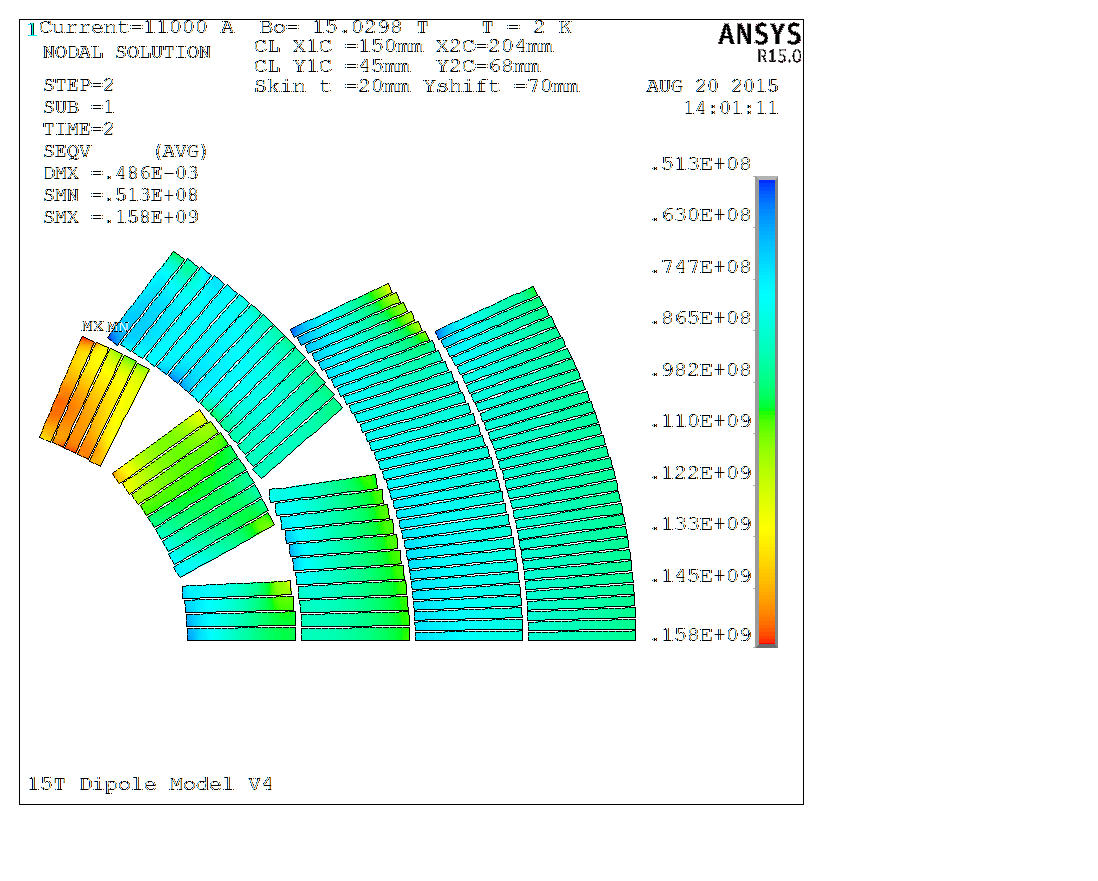 1 Current=11000 A  Bo= 15.0298 T    T = 2 K
ANSYS
R15.0
NODAL SOLUTION
CL X1C =150mm X2C=204mm
CL Y1C =45mm  Y2C=68mm
Skin t =20mm Yshift =70mm
AUG 20 2015
14:01:11
STEP=2
SUB =1
TIME=2
SEQV     (AVG)
DMX =.486E-03
SMN =.513E+08
SMX =.158E+09
.513E+08
.630E+08
.747E+08
.865E+08
.982E+08
.110E+09
.122E+09
.133E+09
.145E+09
.158E+09
MX MN
15T Dipole Model V4